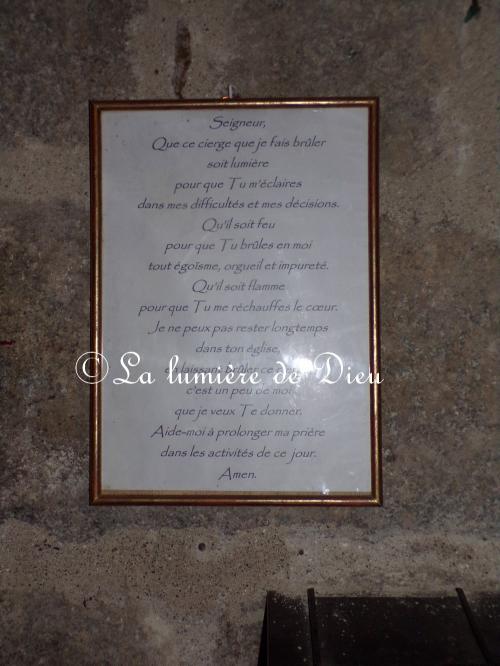 Seigneur,
Que ce cierge que je fais brûler
soit lumière
pour que Tu m'éclaires
dans mes difficultés et mes décisions.
Qu'il soit feu
pour que Tu brûles en moi
tout égoïsme, orgueil et impureté.
Qu'il soit flamme
pour que Tu me réchauffes le cœur.
Je ne peux pas rester longtemps
dans ton église,
en laissant brûler ce
© La lumière de Dieu
c'est un peu de moi
que je veux Te donner.
Aide-moi à prolonger ma prière
dans les activités de ce jour.
Amen.